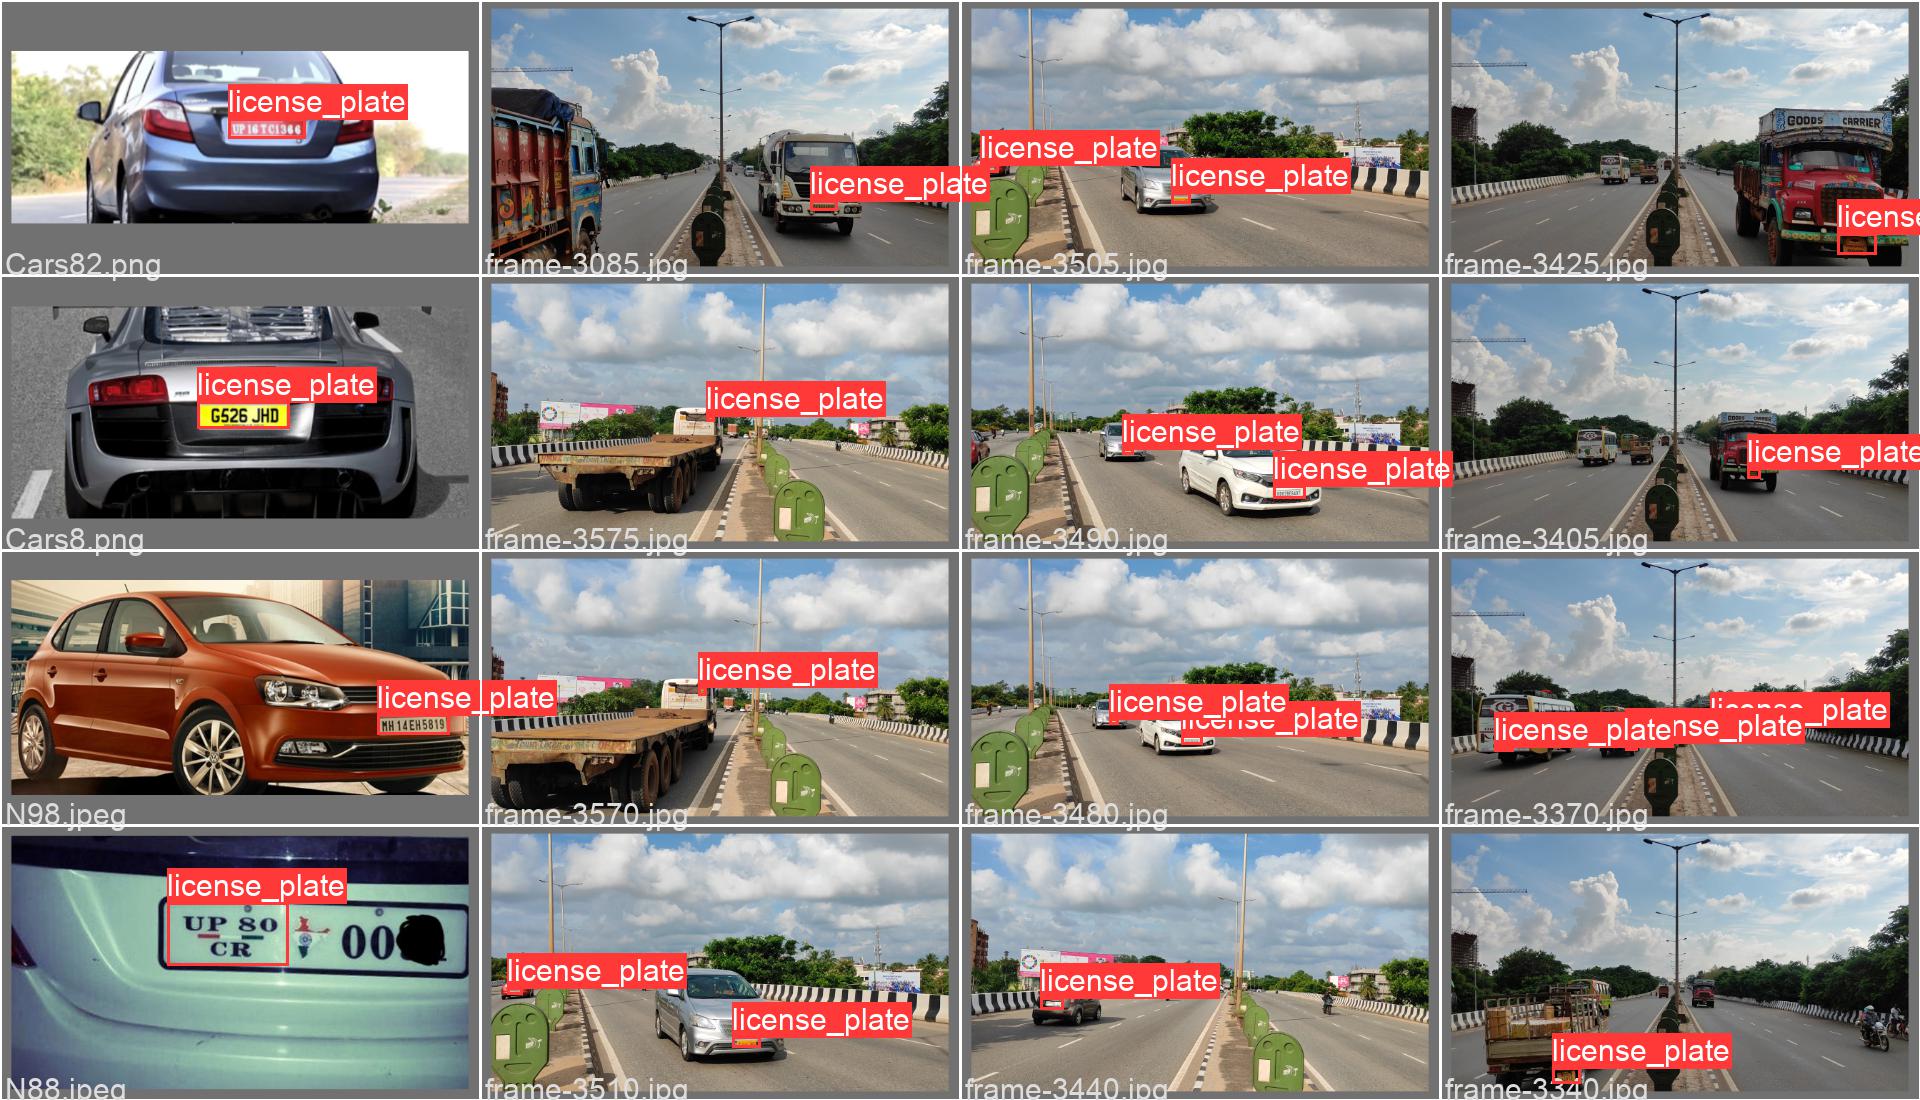 license_plate
UP16TC1366
Cars82.png
license_plate
frame-3085.jpg
license_plate
license_plate
frame-3505.jpg
GOODS CARRIER
license
frame-3425.jpg
license_plate
G526 JHD
Cars8.png
license_plate
frame-3575.jpg
license_plate
license_plate
frame-3490.jpg
license_plate
frame-3405.jpg
license_plate
MH14EH5819
N98.jpeg
license_plate
frame-3570.jpg
license_plate
license_plate
frame-3480.jpg
license_plate
license_plate
nse_plate
frame-3370.jpg
license_plate
UP 80
CR
00
N88.jpeg
license_plate
license_plate
frame-3510.jpg
license_plate
frame-3440.jpg
license_plate
frame-3340.jpg